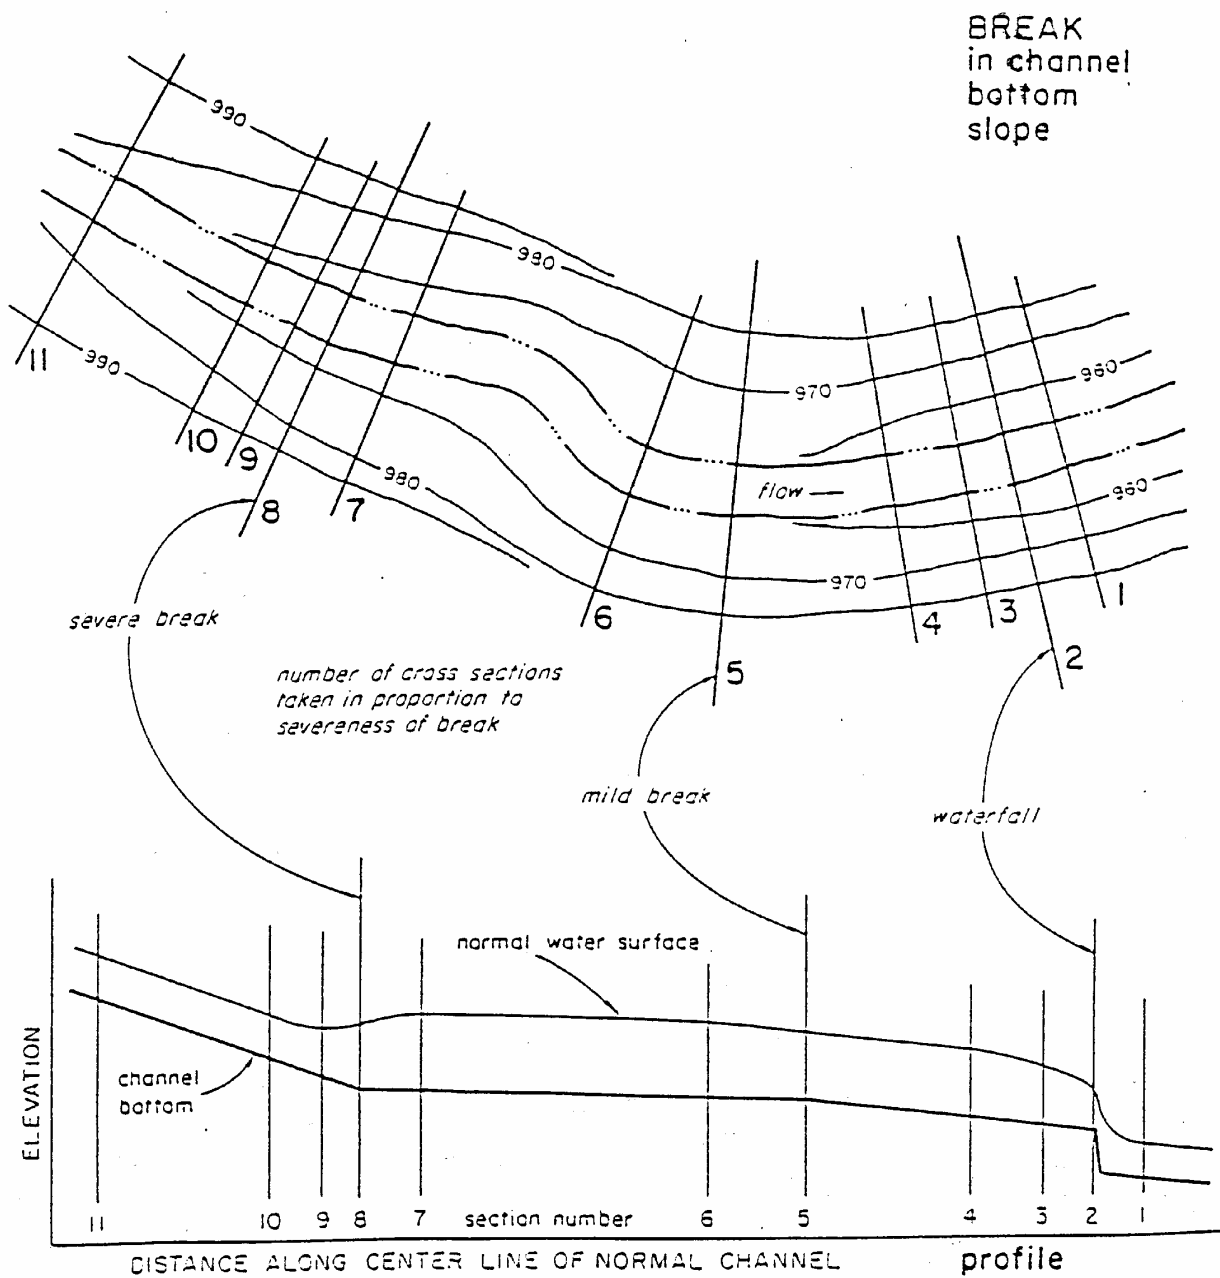 BREAK
in channel
bottom
slope
990
980
970
960
flow
960
970
980
990
11
10
9
8
7
6
5
4
3
2
1
severe break
number of cross sections
taken in proportion to
severeness of break
mild break
waterfall
normal water surface
channel
bottom
ELEVATION
11 10 9 8 7 section number 6 5 4 3 2 1
DISTANCE ALONG CENTER LINE OF NORMAL CHANNEL profile